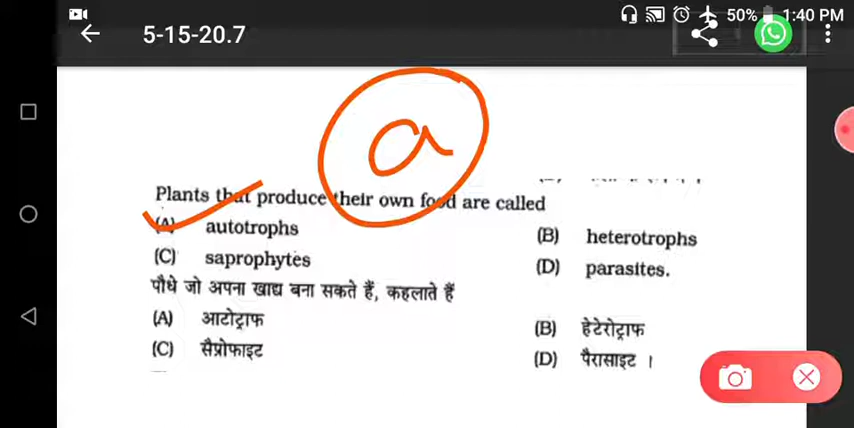 50% 1:40 PM
5-15-20.7
a
Plants that produce their own food are called
(A) autotrophs (B) heterotrophs
(C) saprophytes (D) parasites.
पौधे जो अपना खाद्य बना सकते हैं, कहलाते हैं
(A) आटोट्राफ (B) हेटेरोट्राफ
(C) सैप्रोफाइट (D) पैरासाइट ।